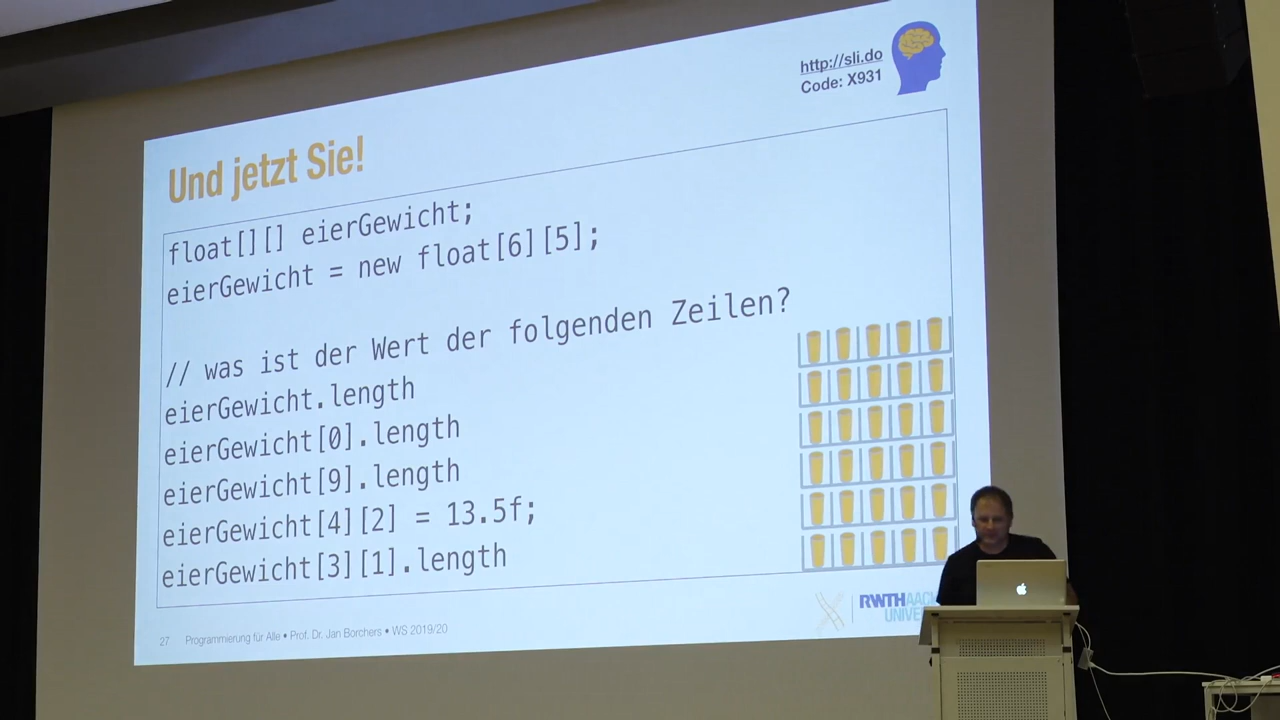 http://sli.do
Code: X931
Und jetzt Sie!
float[][] eierGewicht;
eierGewicht = new float[6][5];
// was ist der Wert der folgenden Zeilen?
eierGewicht.length
eierGewicht[0].length
eierGewicht[9].length
eierGewicht[4][2] = 13.5f;
eierGewicht[3][1].length
27 Programmierung für Alle • Prof. Dr. Jan Borchers • WS 2019/20
RWTH